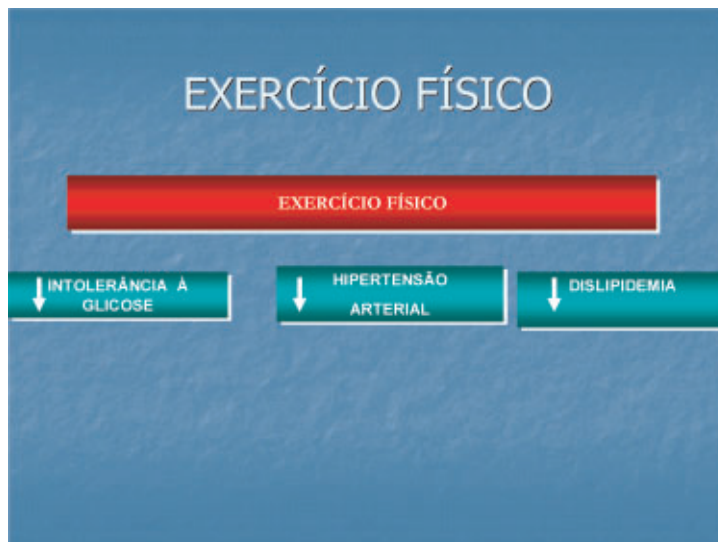 EXERCÍCIO FÍSICO
EXERCÍCIO FÍSICO
↓ INTOLERÂNCIA À
GLICOSE
↓ HIPERTENSÃO
ARTERIAL
↓ DISLIPIDEMIA